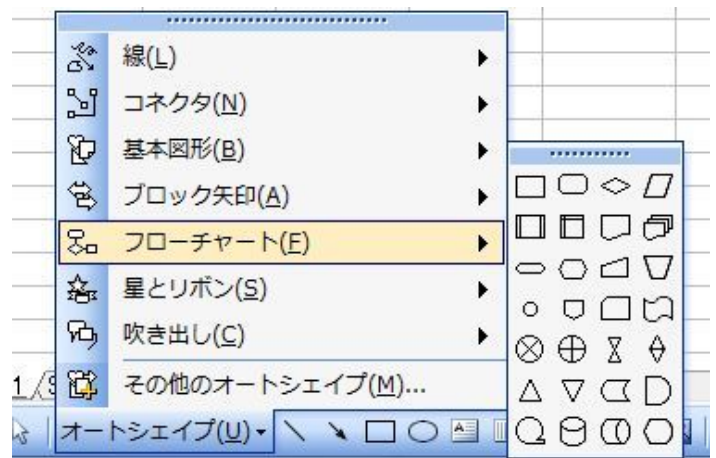 線(L)
コネクタ(N)
基本図形(B)
ブロック矢印(A)
フローチャート(F)
星とリボン(S)
吹き出し(C)
その他のオートシェイプ(M)...
1
オートシェイプ(U)